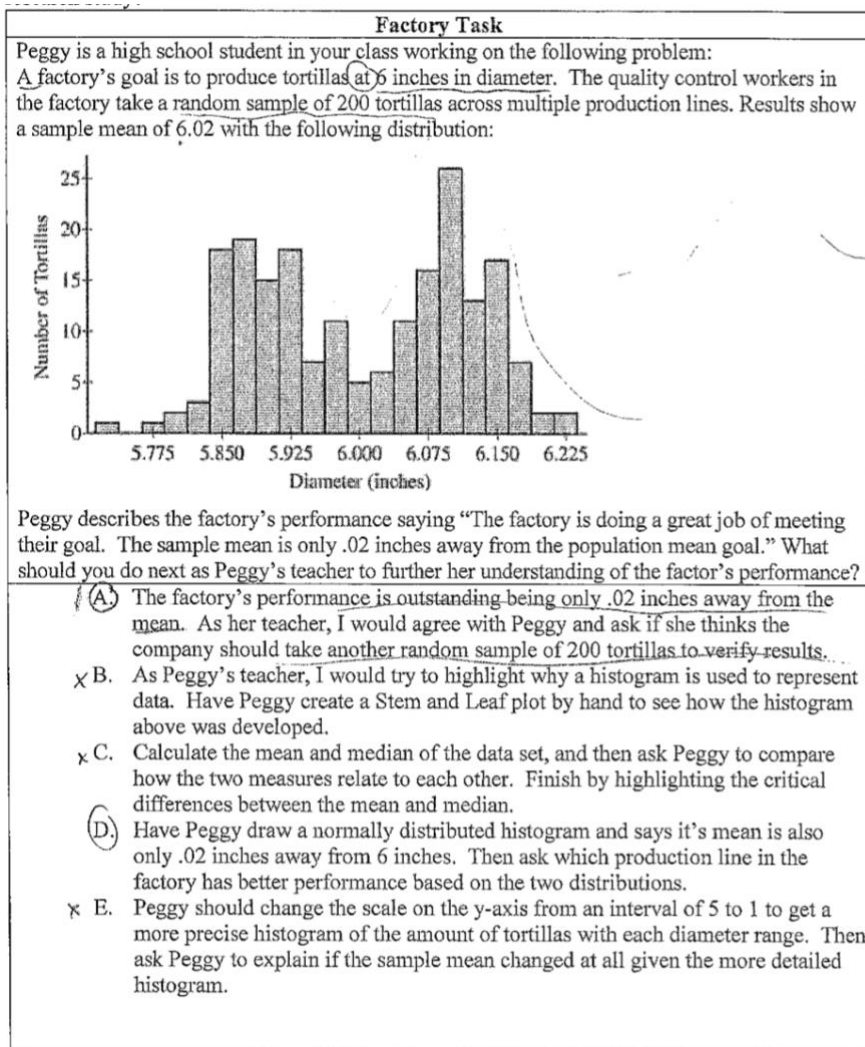 Factory Task
Peggy is a high school student in your class working on the following problem:
A factory's goal is to produce tortillas at 6 inches in diameter. The quality control workers in
the factory take a random sample of 200 tortillas across multiple production lines. Results show
a sample mean of 6.02 with the following distribution:
25
20
15
10
5
0
Number of Tortillas
5.775 5.850 5.925 6.000 6.075 6.150 6.225
Diameter (inches)
Peggy describes the factory's performance saying “The factory is doing a great job of meeting
their goal. The sample mean is only .02 inches away from the population mean goal.” What
should you do next as Peggy's teacher to further her understanding of the factor's performance?
A. The factory's performance is outstanding being only .02 inches away from the
mean. As her teacher, I would agree with Peggy and ask if she thinks the
company should take another random sample of 200 tortillas to verify results.
x B. As Peggy's teacher, I would try to highlight why a histogram is used to represent
data. Have Peggy create a Stem and Leaf plot by hand to see how the histogram
above was developed.
x C. Calculate the mean and median of the data set, and then ask Peggy to compare
how the two measures relate to each other. Finish by highlighting the critical
differences between the mean and median.
D. Have Peggy draw a normally distributed histogram and says it's mean is also
only .02 inches away from 6 inches. Then ask which production line in the
factory has better performance based on the two distributions.
x E. Peggy should change the scale on the y-axis from an interval of 5 to 1 to get a
more precise histogram of the amount of tortillas with each diameter range. Then
ask Peggy to explain if the sample mean changed at all given the more detailed
histogram.